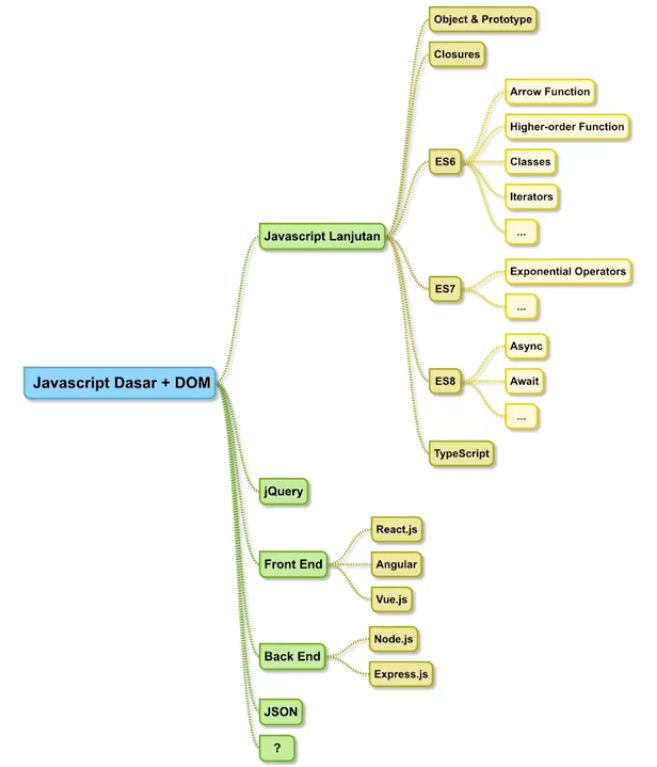 Javascript Dasar + DOM
Javascript Lanjutan
Object & Prototype
Closures
ES6
Arrow Function
Higher-order Function
Classes
Iterators
...
ES7
Exponential Operators
...
ES8
Async
Await
...
TypeScript
jQuery
Front End
React.js
Angular
Vue.js
Back End
Node.js
Express.js
JSON
?